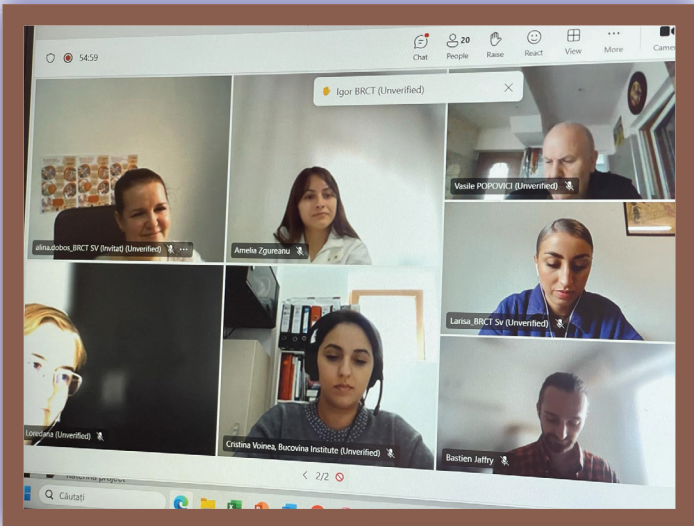 54:59
Chat
20
People
Raise
React
View
More
Camer
Igor BRCT (Unverified)
alina.dobos_BRCT SV (Invitat) (Unverified)
Amelia Zgureanu
Vasile POPOVICI (Unverified)
Larisa_BRCT Sv (Unverified)
Loredana (Unverified)
Cristina Voinea, Bucovina Institute (Unverified)
Bastien Jaffry
2/2
Căutați